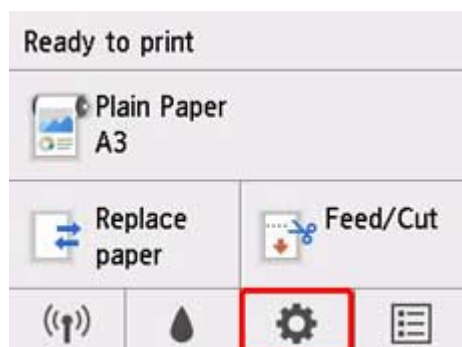 Ready to print
Plain Paper
A3
Replace
paper
Feed/Cut